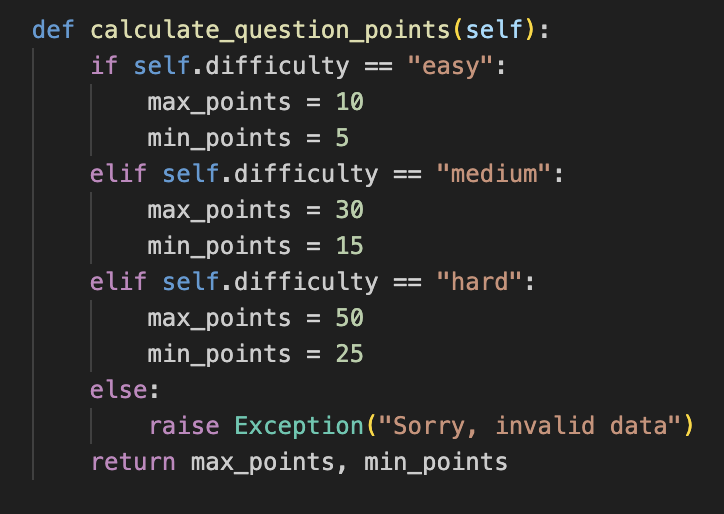 def calculate_question_points(self):
    if self.difficulty == "easy":
        max_points = 10
        min_points = 5
    elif self.difficulty == "medium":
        max_points = 30
        min_points = 15
    elif self.difficulty == "hard":
        max_points = 50
        min_points = 25
    else:
        raise Exception("Sorry, invalid data")
    return max_points, min_points